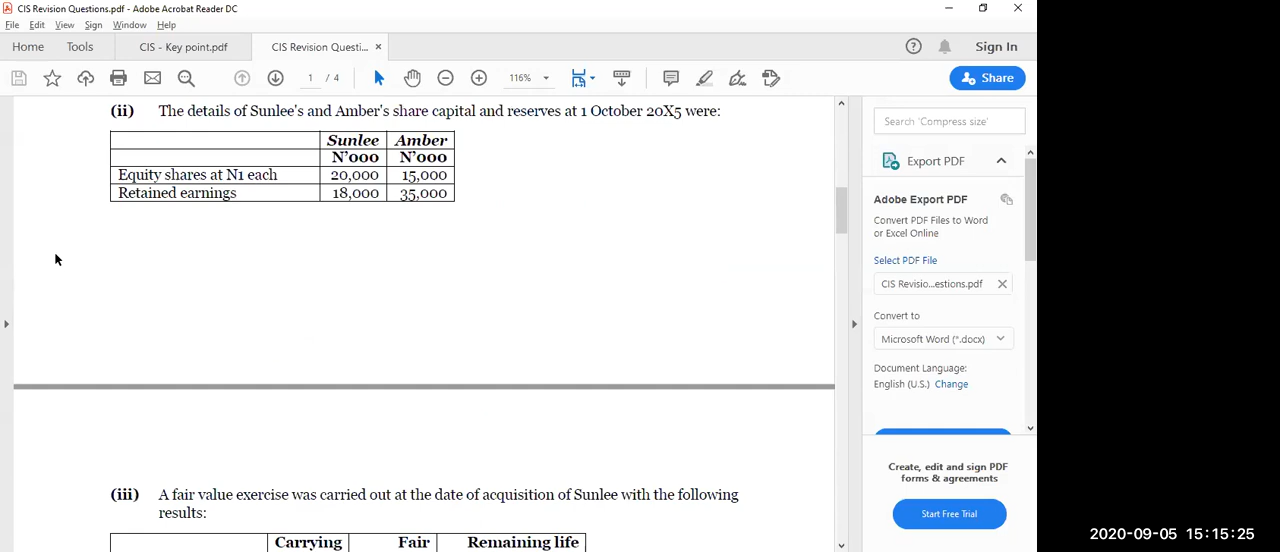 CIS Revision Questions.pdf - Adobe Acrobat Reader DC
File Edit View Sign Window Help
Home Tools CIS - Key point.pdf CIS Revision Questi... × Sign In
1 / 4 116% Share
(ii) The details of Sunlee's and Amber's share capital and reserves at 1 October 20X5 were:
Sunlee Amber
N'000 N'000
Equity shares at N1 each 20,000 15,000
Retained earnings 18,000 35,000
(iii) A fair value exercise was carried out at the date of acquisition of Sunlee with the following
results:
Carrying Fair Remaining life
Search 'Compress size'
Export PDF
Adobe Export PDF
Convert PDF Files to Word
or Excel Online
Select PDF File
CIS Revisio...estions.pdf
Convert to
Microsoft Word (*.docx)
Document Language:
English (U.S.) Change
Create, edit and sign PDF
forms & agreements
Start Free Trial
2020-09-05 15:15:25